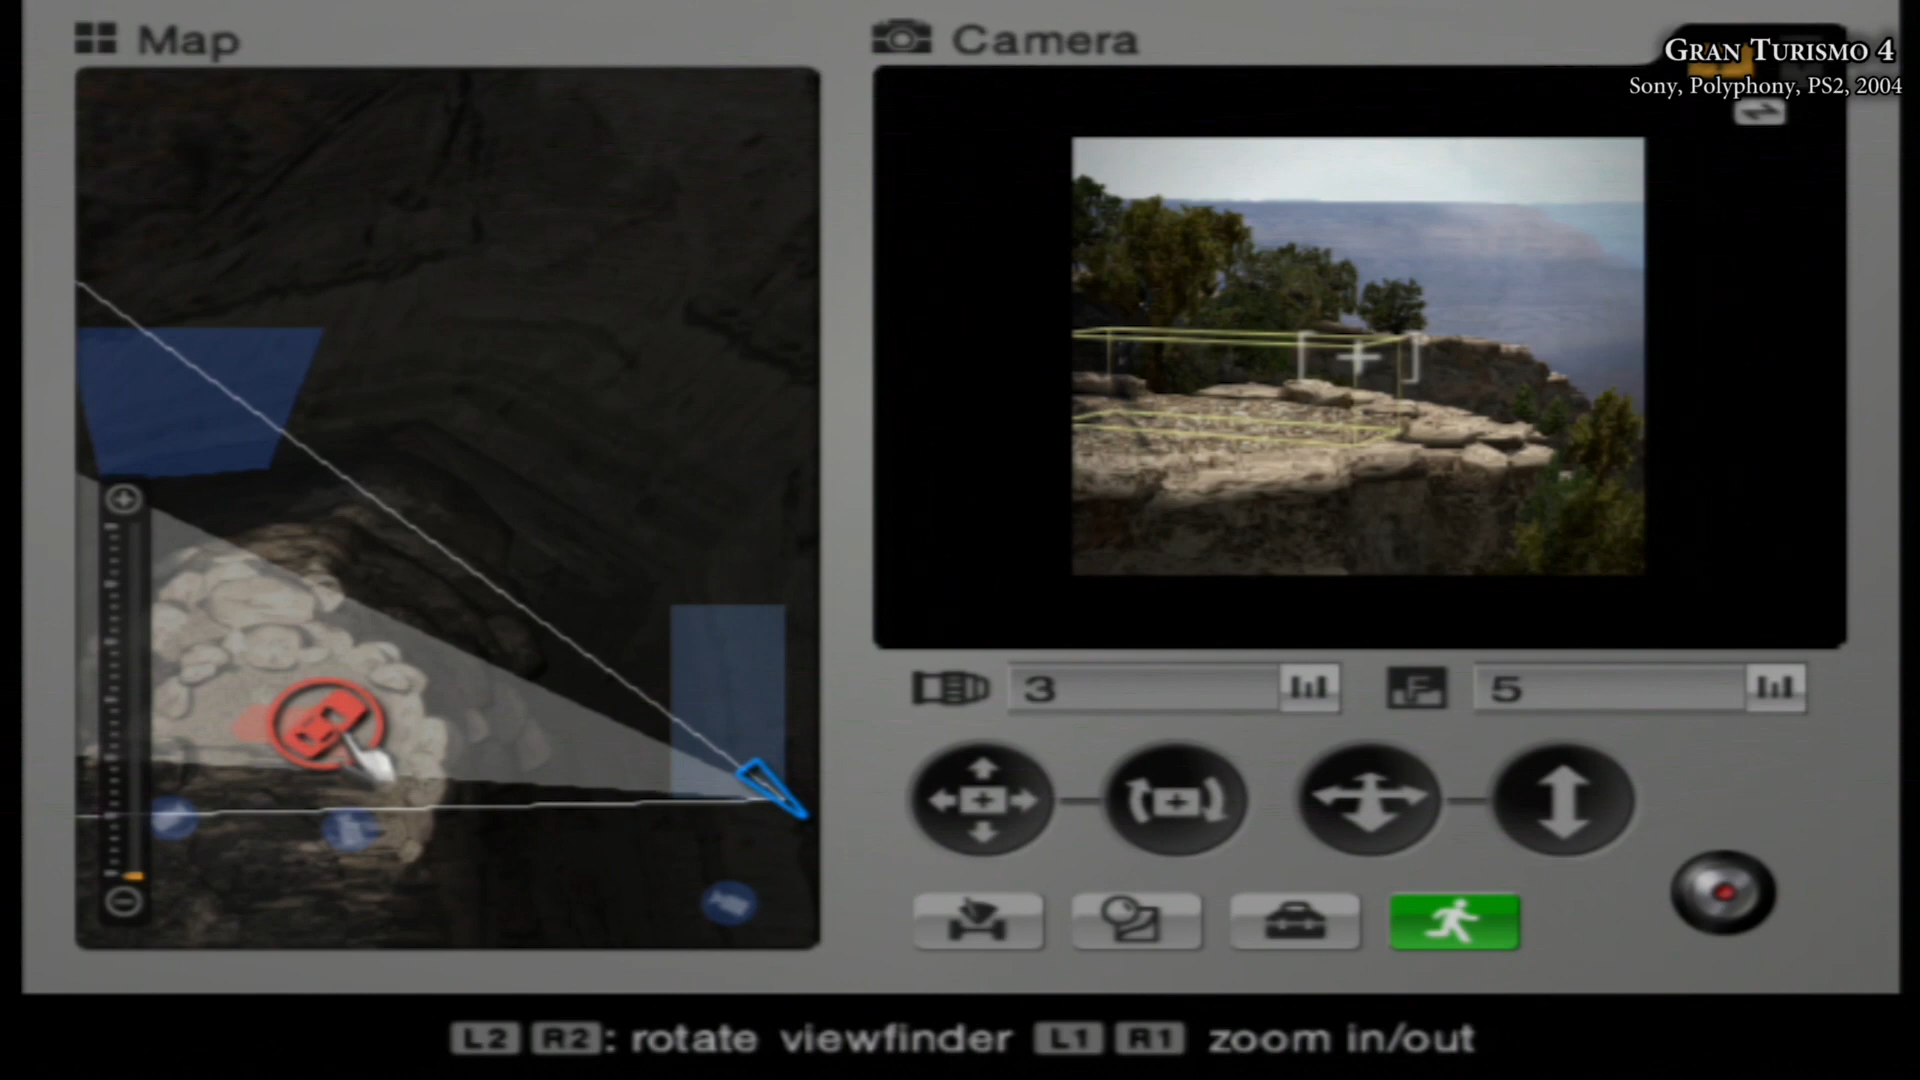 Map
Camera
GRAN TURISMO 4
Sony, Polyphony, PS2, 2004
3
F 5
L2 R2: rotate viewfinder L1 R1 zoom in/out